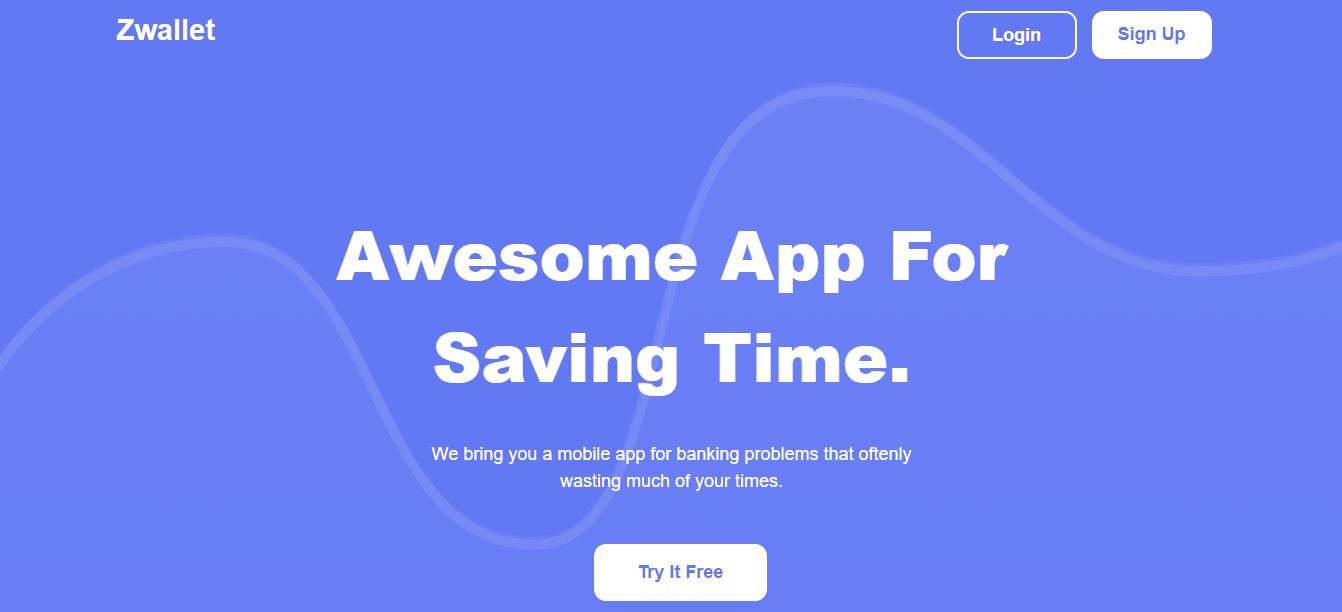 Zwallet
Login
Sign Up
Awesome App For
Saving Time.
We bring you a mobile app for banking problems that oftenly
wasting much of your times.
Try It Free